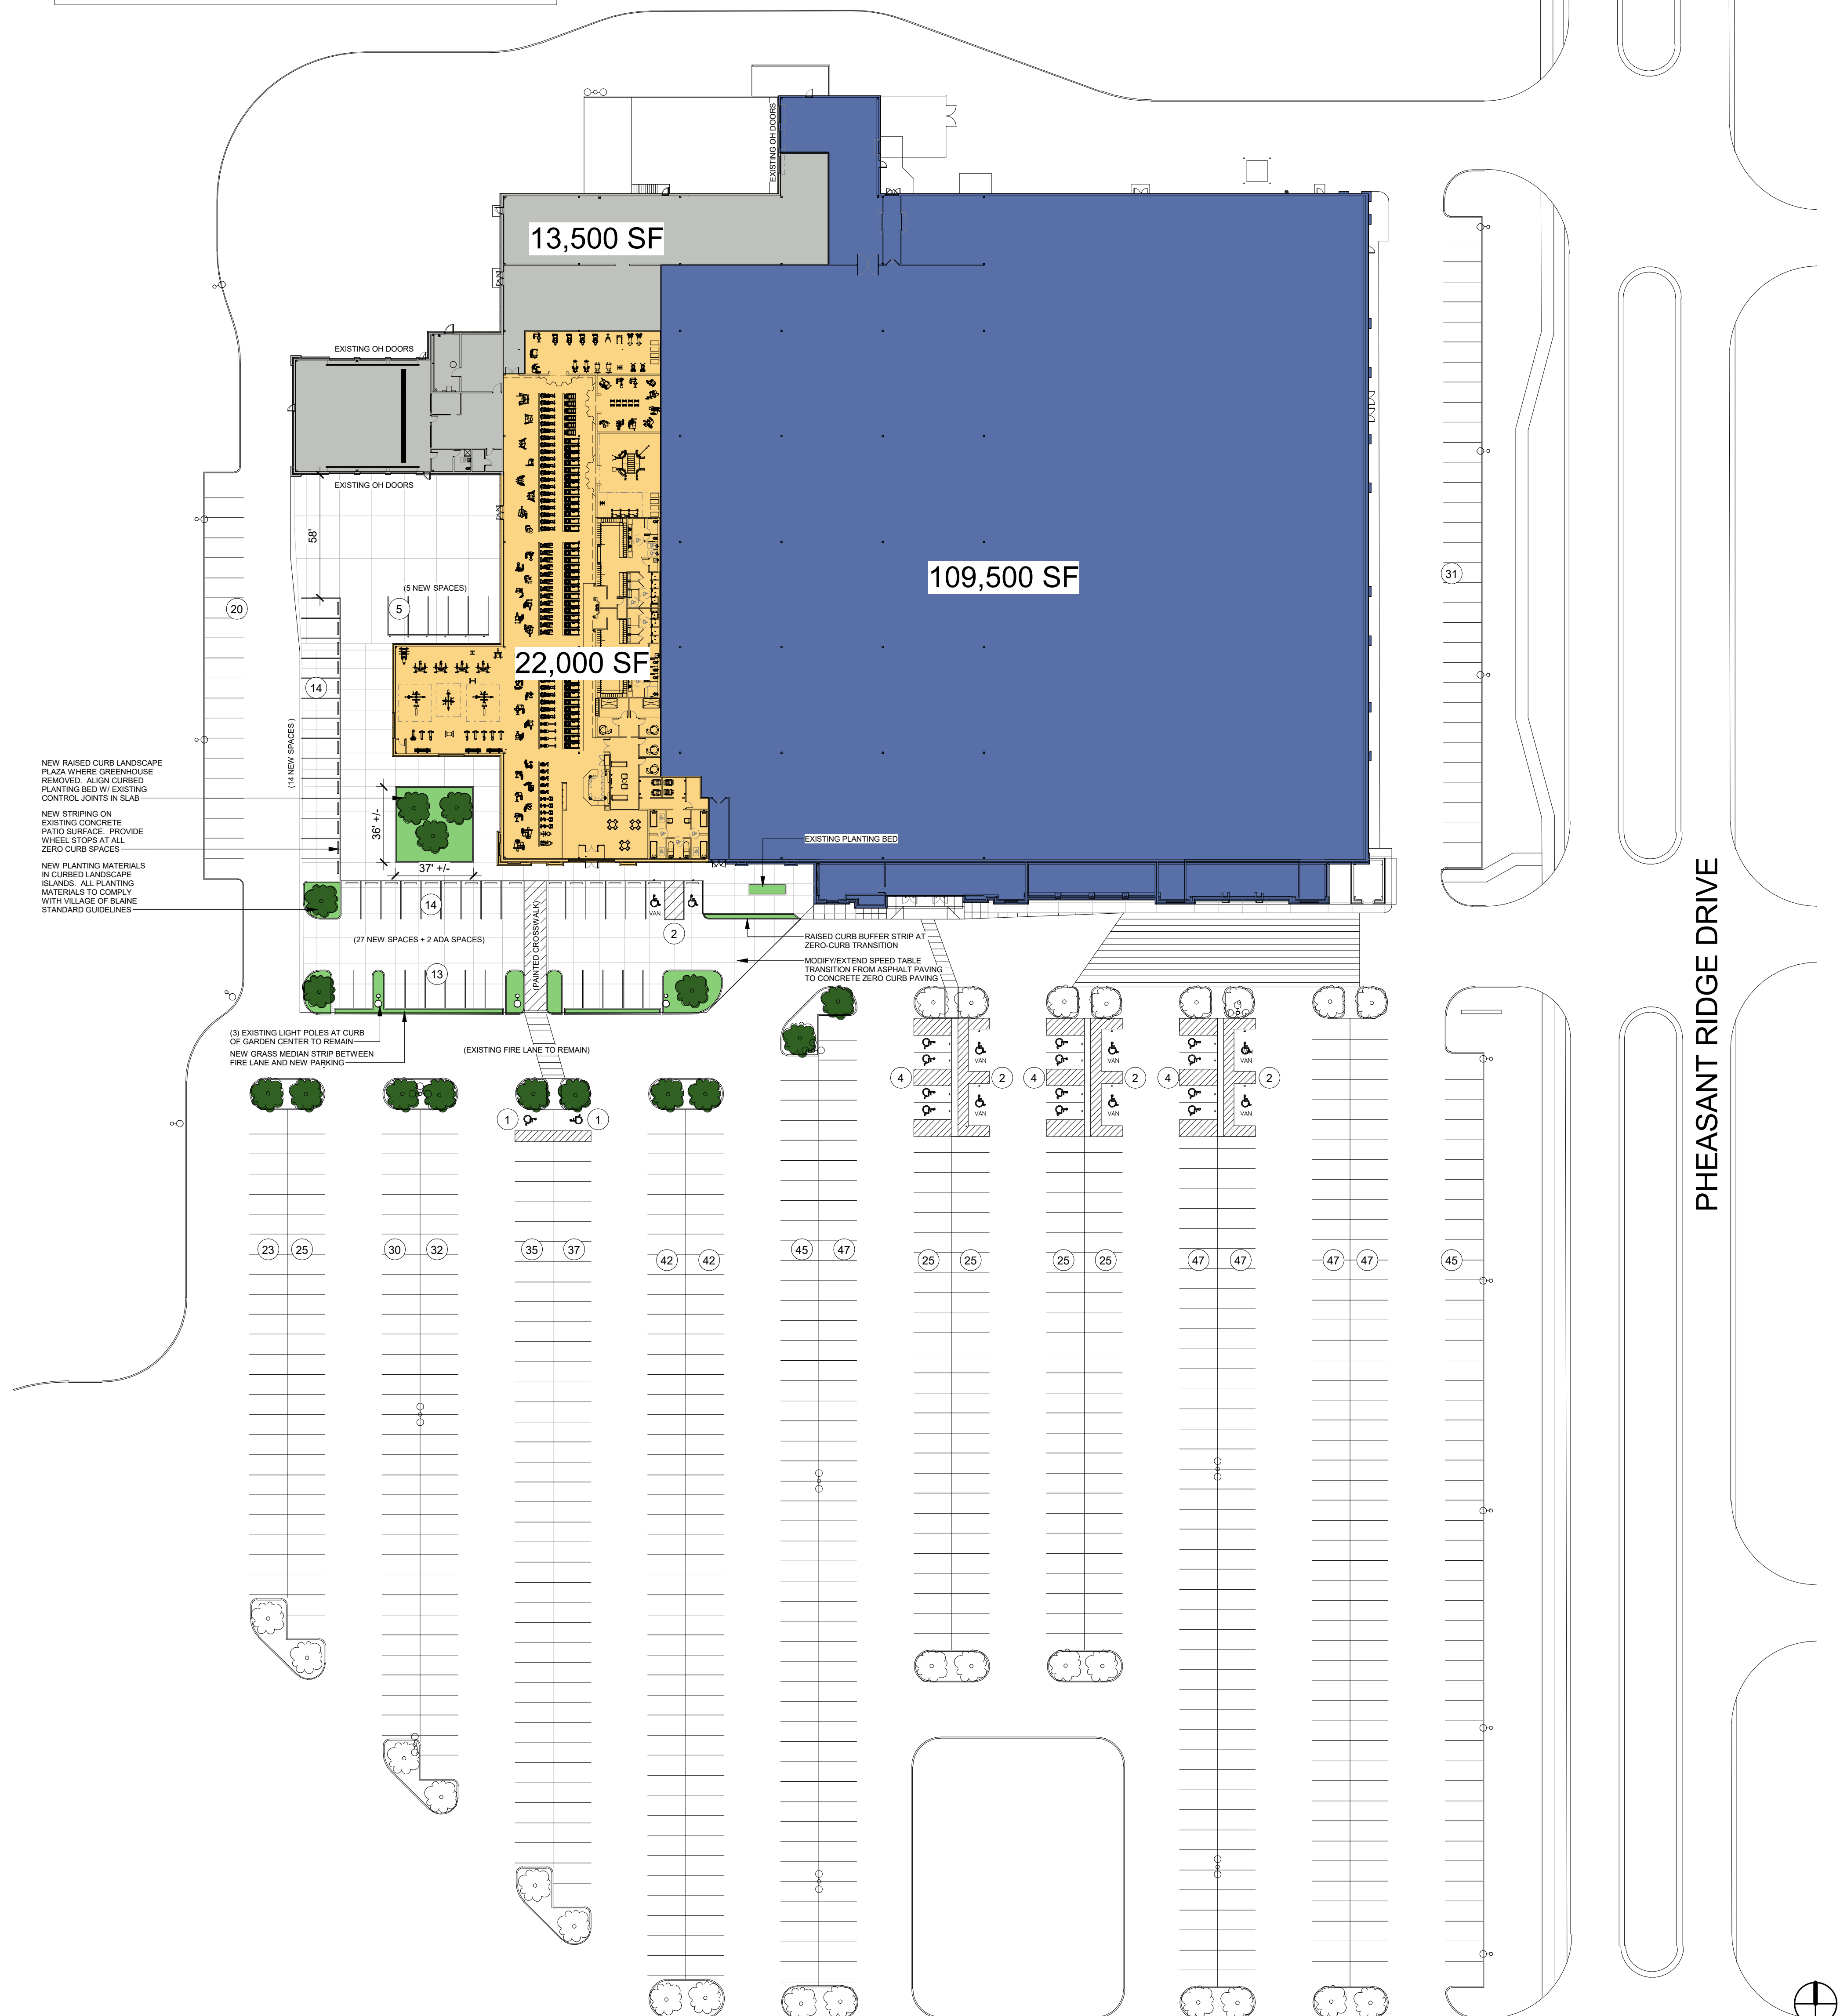 EXISTING OH DOORS
13,500 SF
EXISTING OH DOORS
EXISTING OH DOORS
58'
109,500 SF
31
(5 NEW SPACES)
5
20
22,000 SF
14
(14 NEW SPACES )
NEW RAISED CURB LANDSCAPE
PLAZA WHERE GREENHOUSE
REMOVED. ALIGN CURBED
PLANTING BED W/ EXISTING
CONTROL JOINTS IN SLAB
NEW STRIPING ON
EXISTING CONCRETE
PATIO SURFACE. PROVIDE
WHEEL STOPS AT ALL
ZERO CURB SPACES
NEW PLANTING MATERIALS
IN CURBED LANDSCAPE
ISLANDS. ALL PLANTING
MATERIALS TO COMPLY
WITH VILLAGE OF BLAINE
STANDARD GUIDELINES
36' +/-
37' +/-
EXISTING PLANTING BED
14
VAN
2
(27 NEW SPACES + 2 ADA SPACES)
(PAINTED CROSSWALK)
13
RAISED CURB BUFFER STRIP AT
ZERO-CURB TRANSITION
MODIFY/EXTEND SPEED TABLE
TRANSITION FROM ASPHALT PAVING
TO CONCRETE ZERO CURB PAVING
(3) EXISTING LIGHT POLES AT CURB
OF GARDEN CENTER TO REMAIN
NEW GRASS MEDIAN STRIP BETWEEN
FIRE LANE AND NEW PARKING
(EXISTING FIRE LANE TO REMAIN)
PHEASANT RIDGE DRIVE
VAN
VAN
VAN
4
2
4
2
4
2
VAN
VAN
VAN
1
1
23
25
30
32
35
37
42
42
45
47
25
25
25
25
47
47
47
47
45